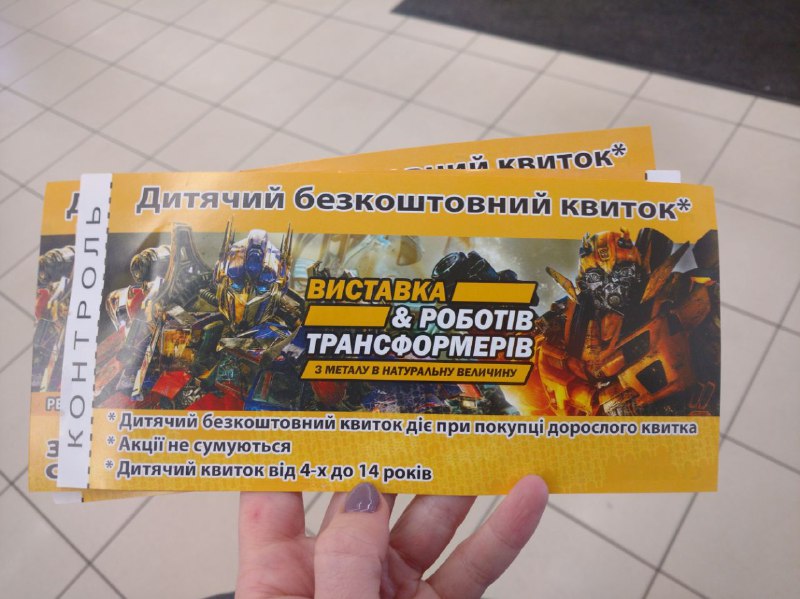 ний квиток*
Дитячий безкоштовний квиток*
КОНТРОЛЬ
ВИСТАВКА
& РОБОТІВ
ТРАНСФОРМЕРІВ
З МЕТАЛУ В НАТУРАЛЬНУ ВЕЛИЧИНУ
* Дитячий безкоштовний квиток діє при покупці дорослого квитка
* Акції не сумуються
* Дитячий квиток від 4-х до 14 років